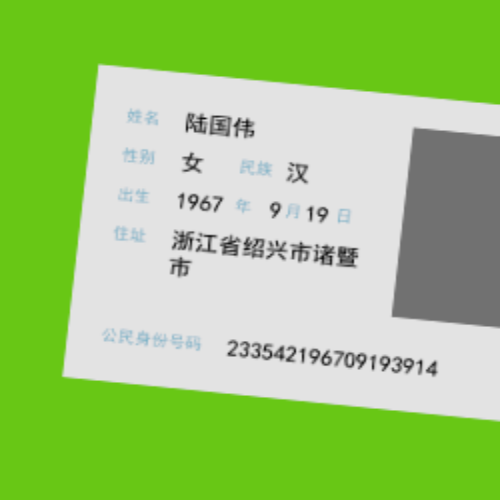 姓名 陆国伟
性别 女 民族 汉
出生 1967 年 9 月 19 日
住址 浙江省绍兴市诸暨
市
公民身份号码 233542196709193914